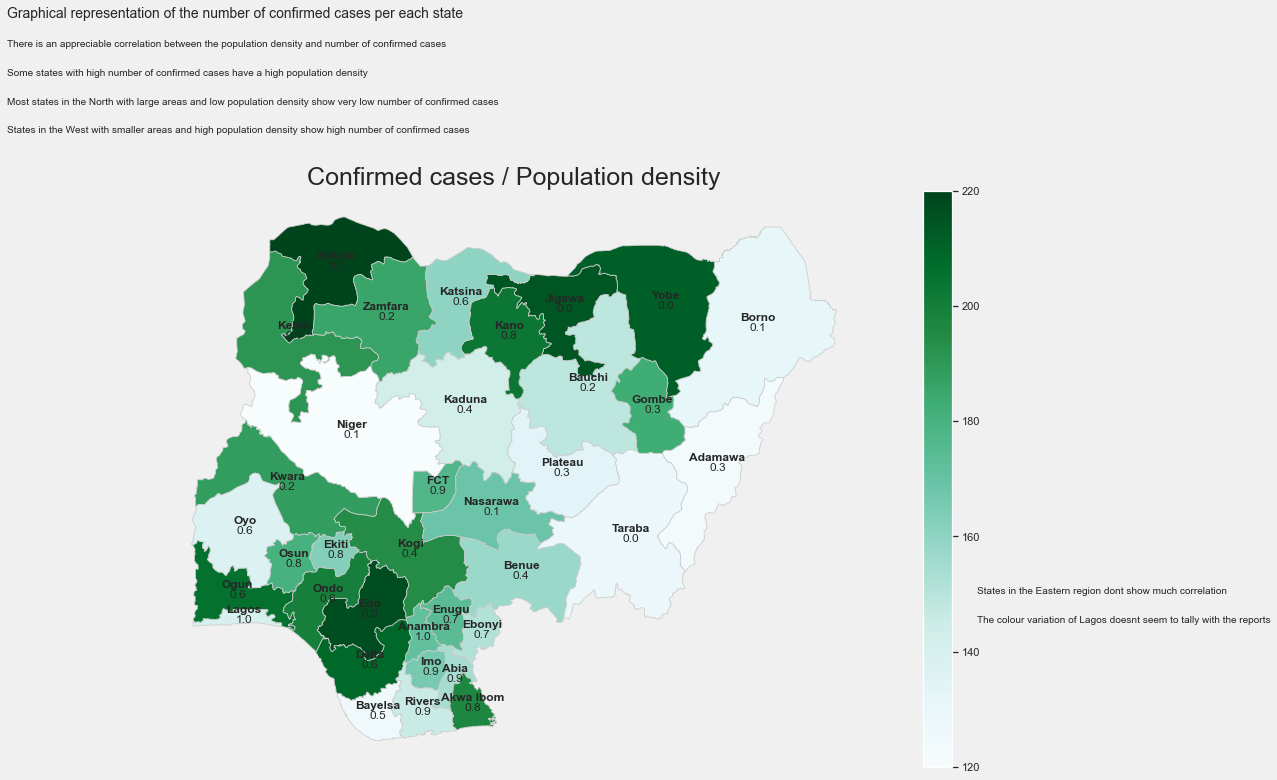 Graphical representation of the number of confirmed cases per each state
There is an appreciable correlation between the population density and number of confirmed cases
Some states with high number of confirmed cases have a high population density
Most states in the North with large areas and low population density show very low number of confirmed cases
States in the West with smaller areas and high population density show high number of confirmed cases
Confirmed cases / Population density
220
200
180
160
140
120
Zamfara
0.2
Katsina
0.6
Kano
0.8
Jigawa
0.5
Yobe
0.0
Borno
0.1
Bauchi
0.2
Gombe
0.3
Kaduna
0.4
Niger
0.1
Adamawa
0.3
Plateau
0.3
FCT
0.9
Kwara
0.2
Nasarawa
0.1
Oyo
0.6
Taraba
0.0
Ekiti
0.8
Osun
0.8
Kogi
0.4
Benue
0.4
Ogun
0.6
Ondo
Edo
Lagos
1.0
Enugu
0.7
Anambra
1.0
Ebonyi
0.7
Delta
Imo
0.9
Abia
0.9
Bayelsa
0.5
Rivers
0.9
Akwa Ibom
0.8
States in the Eastern region dont show much correlation
The colour variation of Lagos doesnt seem to tally with the reports